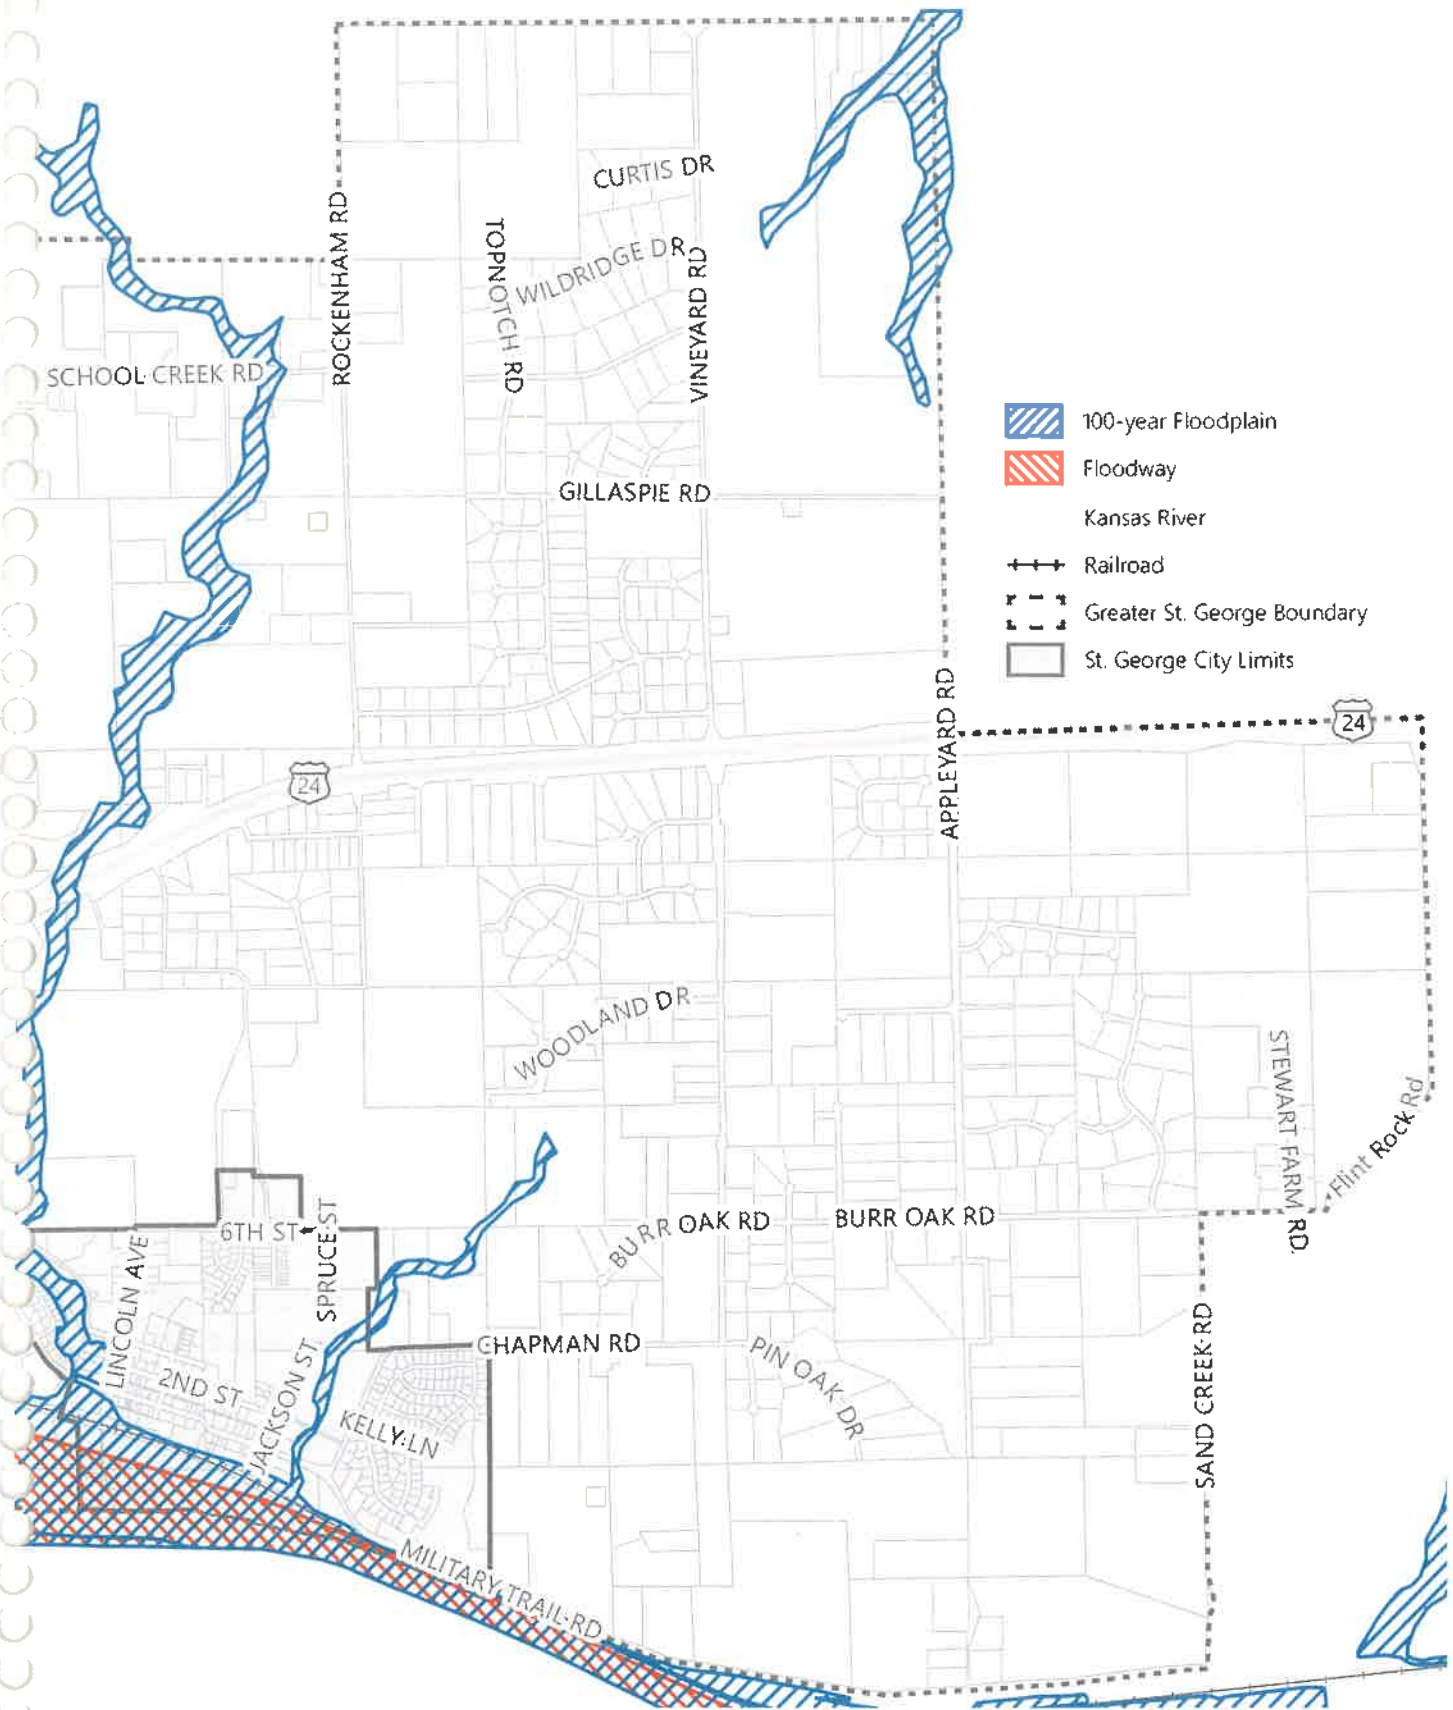 CURTIS DR
ROCKENHAM RD
TOPNOTCH RD
WILDRIDGE DR
VINEYARD RD
SCHOOL CREEK RD
GILLASPIE RD
100-year Floodplain
Floodway
Kansas River
Railroad
Greater St. George Boundary
St. George City Limits
24
APPLEYARD RD
24
WOODLAND DR
STEWART FARM RD.
Flint Rock Rd
6TH ST
SPRUCE ST
BURR OAK RD
BURR OAK RD
LINCOLN AVE
CHAPMAN RD
PIN OAK DR
SAND CREEK RD
2ND ST
JACKSON ST.
KELLY LN
MILITARY TRAIL RD